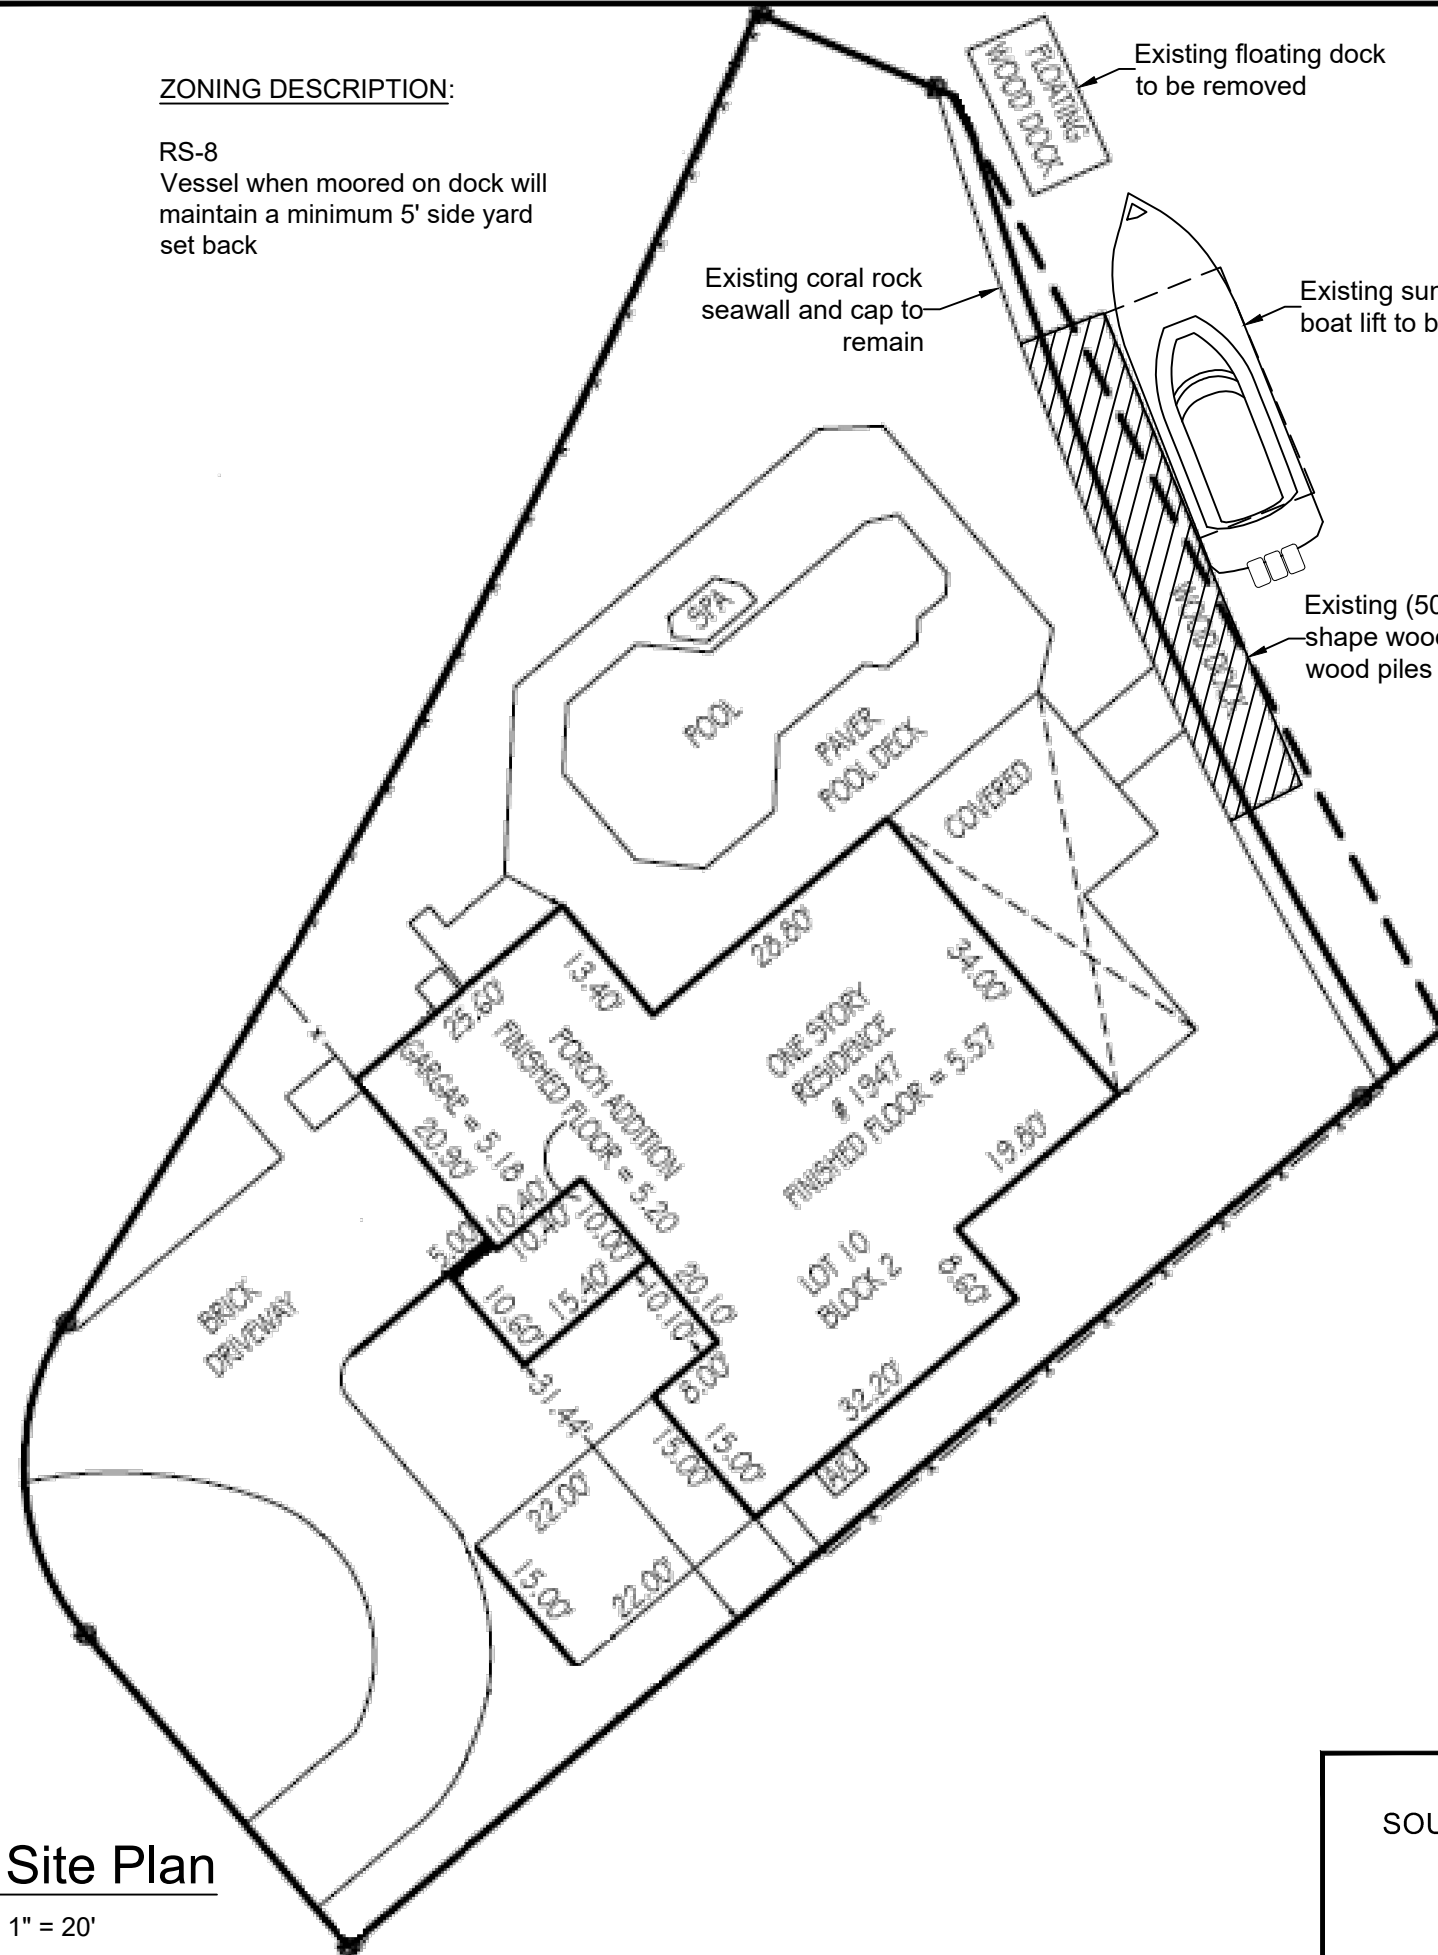 ZONING DESCRIPTION:
RS-8
Vessel when moored on dock will
maintain a minimum 5' side yard
set back
FLOATING
WOOD DOCK
Existing floating dock
to be removed
Existing coral rock
seawall and cap to
remain
Existing sun
boat lift to b
Existing (50
shape wood
wood piles
WOOD DECK
SPA
POOL
PAVER
POOL DECK
COVERED
28.80'
34.00'
13.40'
25.60'
ONE STORY
RESIDENCE
# 1947
FINISHED FLOOR = 5.57
PORCH ADDITION
FINISHED FLOOR = 5.20
GARGAE = 5.18
20.90'
19.80'
5.00'
10.40'
10.40'
10.00'
20.10'
10.10'
15.40'
10.60'
LOT 10
BLOCK 2
8.60'
BRICK
DRIVEWAY
31.44'
8.00'
32.20'
15.00'
15.00'
A/C
22.00'
15.00'
22.00'
Site Plan
1" = 20'
SOU